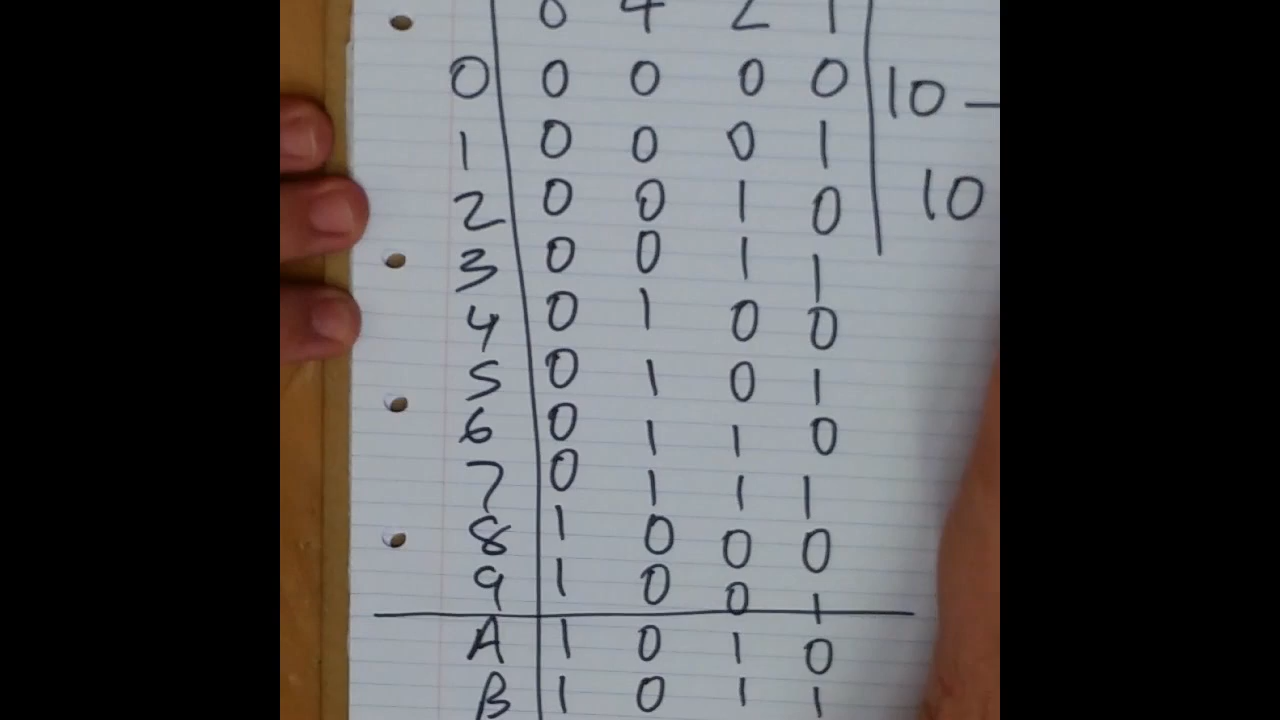 8 4 2 1
0 0 0 0 0 10 –
1 0 0 0 1
2 0 0 1 0 10
3 0 0 1 1
4 0 1 0 0
5 0 1 0 1
6 0 1 1 0
7 0 1 1 1
8 1 0 0 0
9 1 0 0 1
A 1 0 1 0
B 1 0 1 1